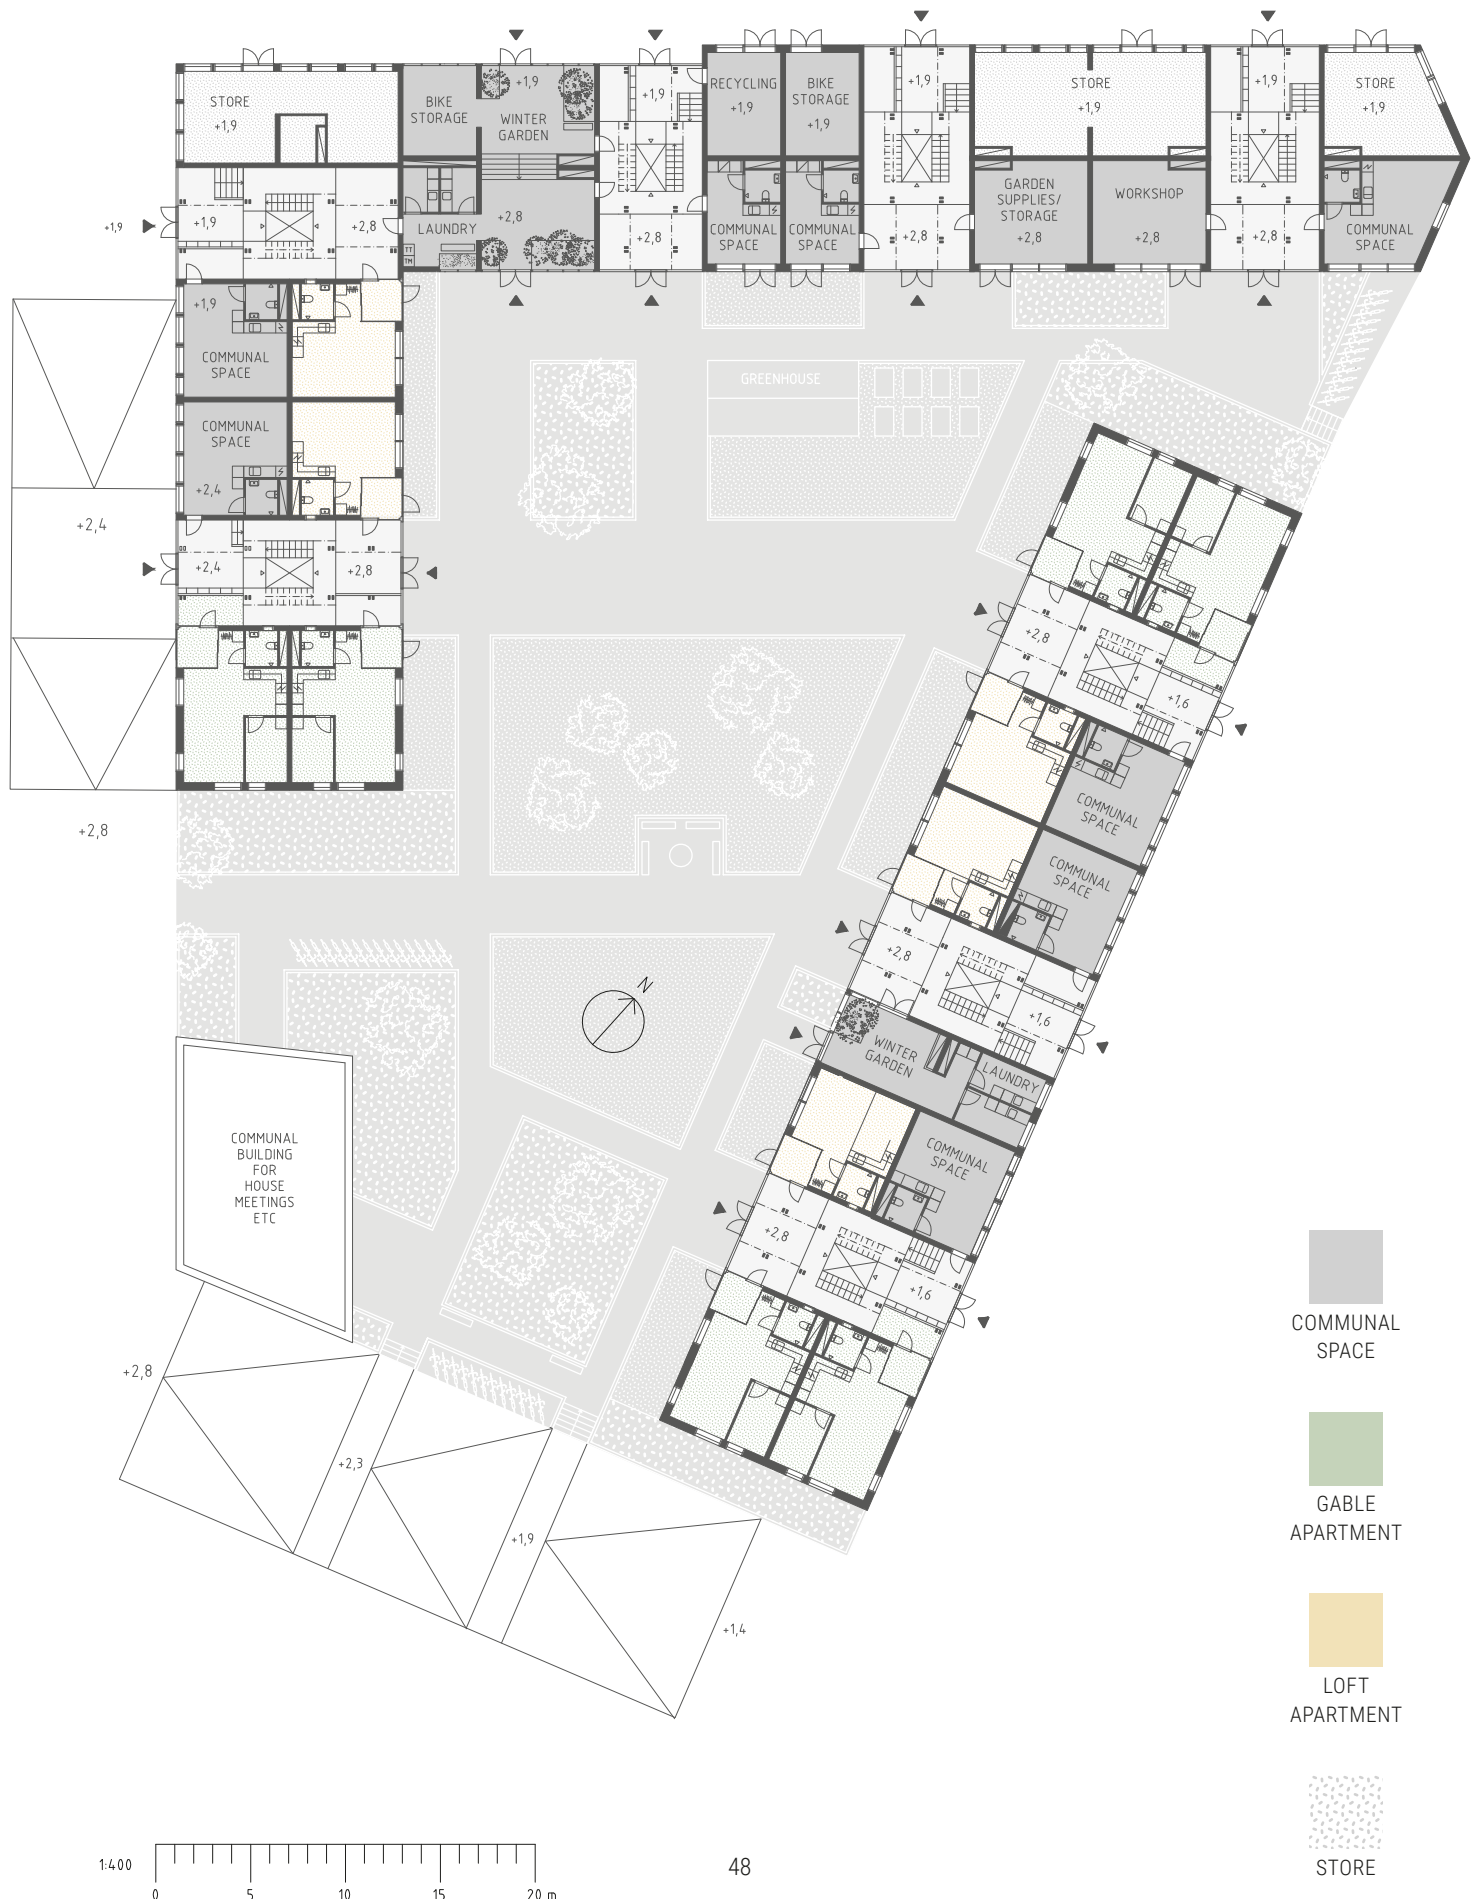 STORE
+1,9
BIKE
STORAGE
+1,9
WINTER
GARDEN
+1,9
RECYCLING
+1,9
BIKE
STORAGE
+1,9
+1,9
STORE
+1,9
+1,9
STORE
+1,9
+1,9
+1,9
+2,8
LAUNDRY
TT
TM
+2,8
+2,8
COMMUNAL
SPACE
COMMUNAL
SPACE
+2,8
GARDEN
SUPPLIES/
STORAGE
+2,8
WORKSHOP
+2,8
+2,8
COMMUNAL
SPACE
+1,9
COMMUNAL
SPACE
COMMUNAL
SPACE
+2,4
GREENHOUSE
+2,4
+2,4
+2,8
+2,8
+2,8
+1,6
COMMUNAL
SPACE
COMMUNAL
SPACE
+2,8
+1,6
N
WINTER
GARDEN
LAUNDRY
COMMUNAL
SPACE
COMMUNAL
BUILDING
FOR
HOUSE
MEETINGS
ETC
+2,8
+1,6
+2,8
+2,3
+1,9
+1,4
COMMUNAL
SPACE
GABLE
APARTMENT
LOFT
APARTMENT
STORE
1:400
0 5 10 15 20 m
48